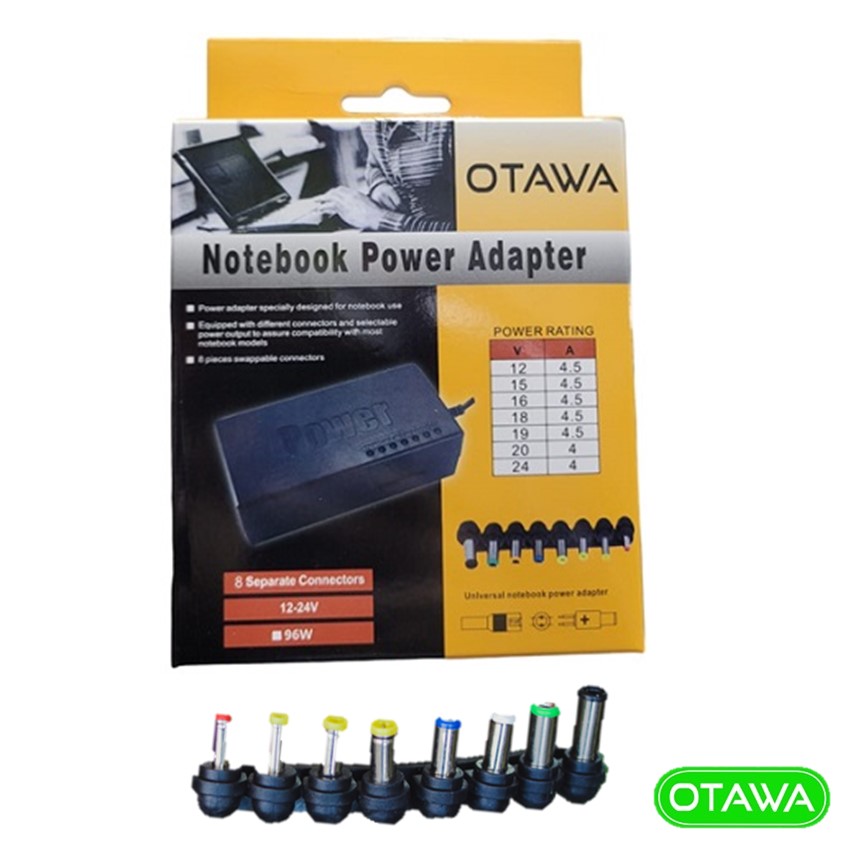 OTAWA
Notebook Power Adapter
Power adapter specially designed for notebook use
Equipped with different connectors and selectable
power output to assure compatibility with most
notebook models
8 pieces swappable connectors
POWER RATING
V A
12 4.5
15 4.5
16 4.5
18 4.5
19 4.5
20 4
24 4
Power
8 Separate Connectors
12-24V
96W
Universal notebook power adapter
OTAWA